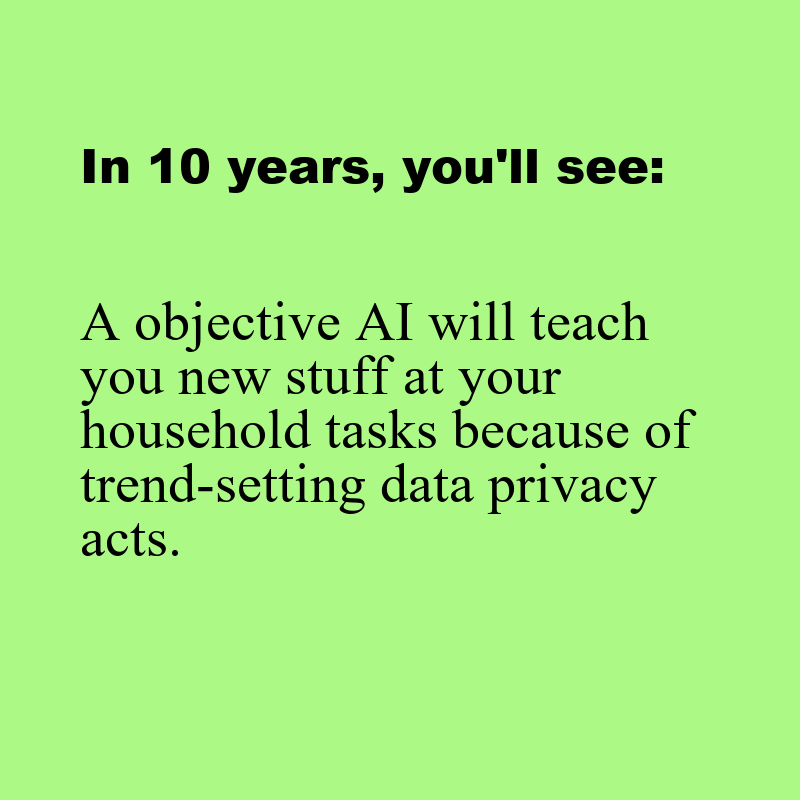 In 10 years, you'll see:
A objective AI will teach
you new stuff at your
household tasks because of
trend-setting data privacy
acts.